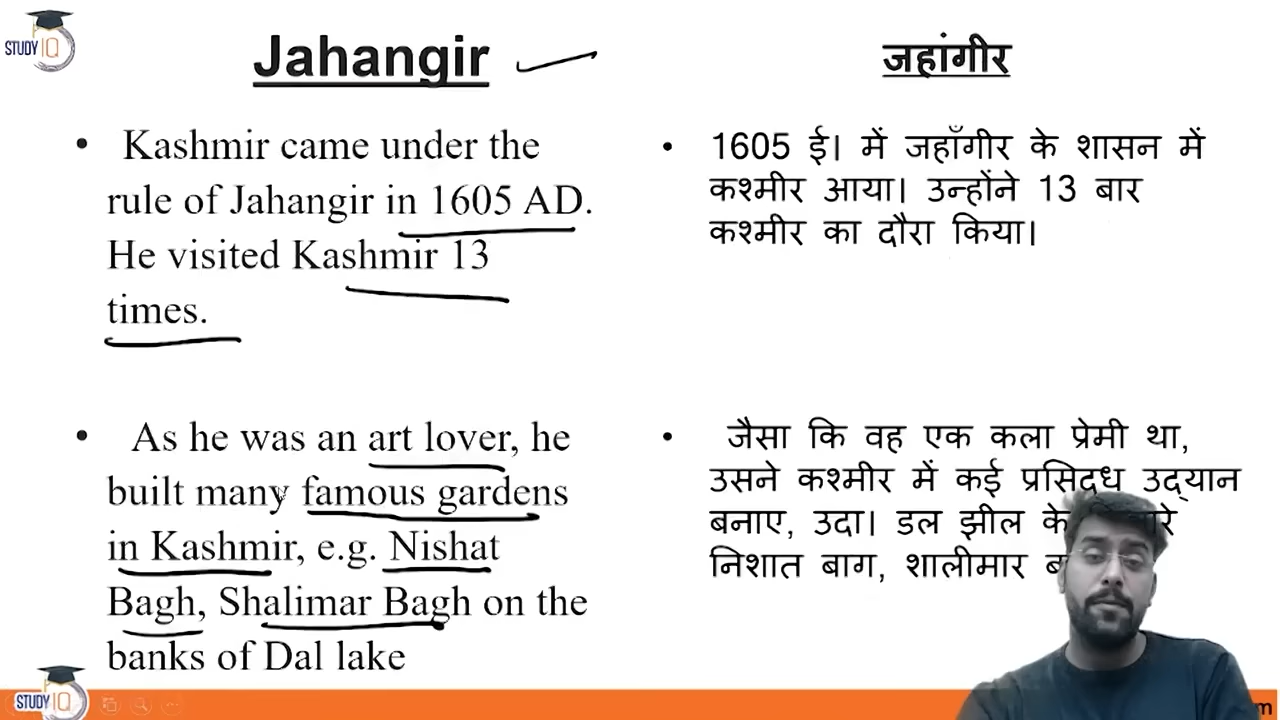 STUDY IQ
Jahangir
Kashmir came under the
rule of Jahangir in 1605 AD.
He visited Kashmir 13
times.
As he was an art lover, he
built many famous gardens
in Kashmir, e.g. Nishat
Bagh, Shalimar Bagh on the
banks of Dal lake
जहांगीर
1605 ई। में जहाँगीर के शासन में
कश्मीर आया। उन्होंने 13 बार
कश्मीर का दौरा किया।
जैसा कि वह एक कला प्रेमी था,
उसने कश्मीर में कई प्रसिद्ध उद्यान
बनाए, उदा। डल झील के
निशात बाग, शालीमार
STUDY IQ